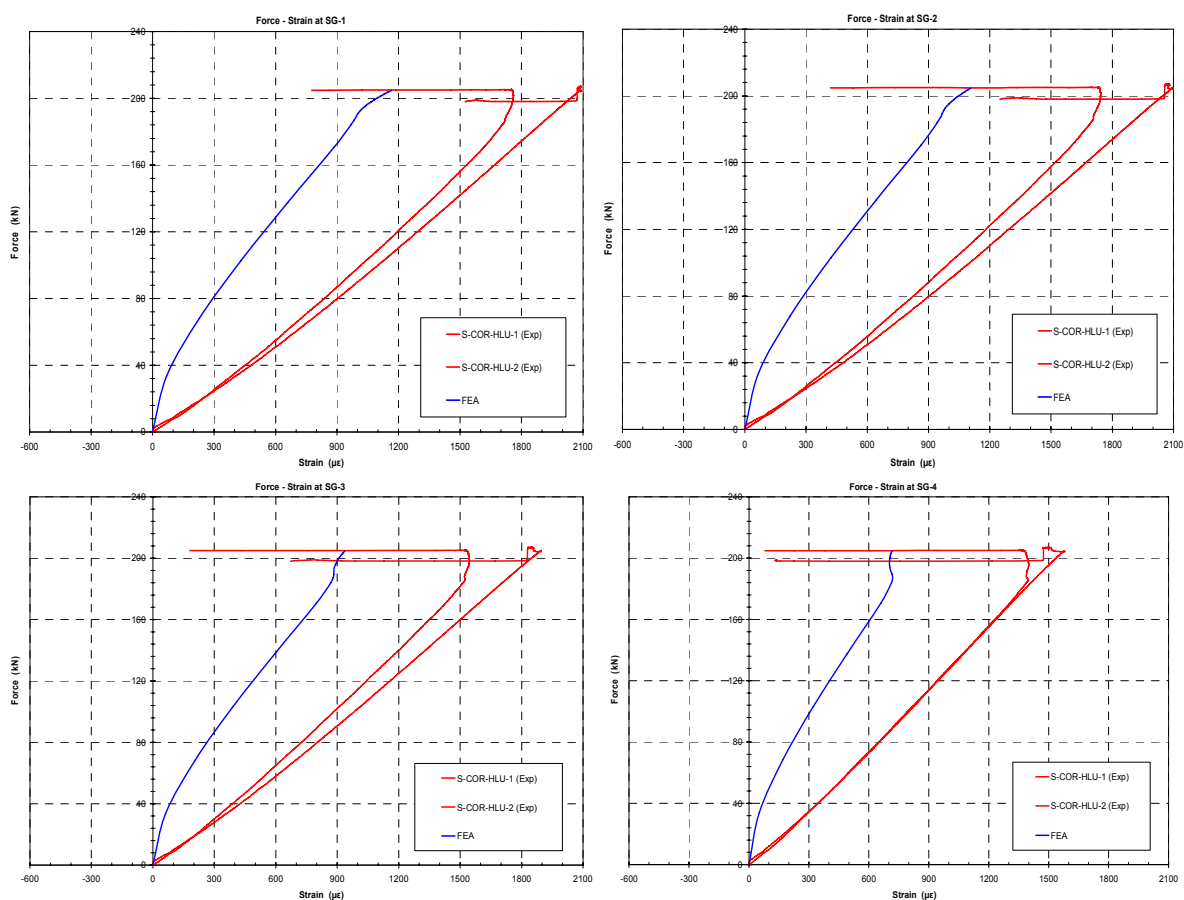 Force - Strain at SG-1
240
200
160
120
80
40
0
-600 -300 0 300 600 900 1200 1500 1800 2100
Force (kN)
Strain (µε)
S-COR-HLU-1 (Exp)
S-COR-HLU-2 (Exp)
FEA
Force - Strain at SG-2
240
200
160
120
80
40
0
-600 -300 0 300 600 900 1200 1500 1800 2100
Force (kN)
Strain (µε)
S-COR-HLU-1 (Exp)
S-COR-HLU-2 (Exp)
FEA
Force - Strain at SG-3
240
200
160
120
80
40
0
-600 -300 0 300 600 900 1200 1500 1800 2100
Force (kN)
Strain (µε)
S-COR-HLU-1 (Exp)
S-COR-HLU-2 (Exp)
FEA
Force - Strain at SG-4
240
200
160
120
80
40
0
-600 -300 0 300 600 900 1200 1500 1800 2100
Force (kN)
Strain (µε)
S-COR-HLU-1 (Exp)
S-COR-HLU-2 (Exp)
FEA